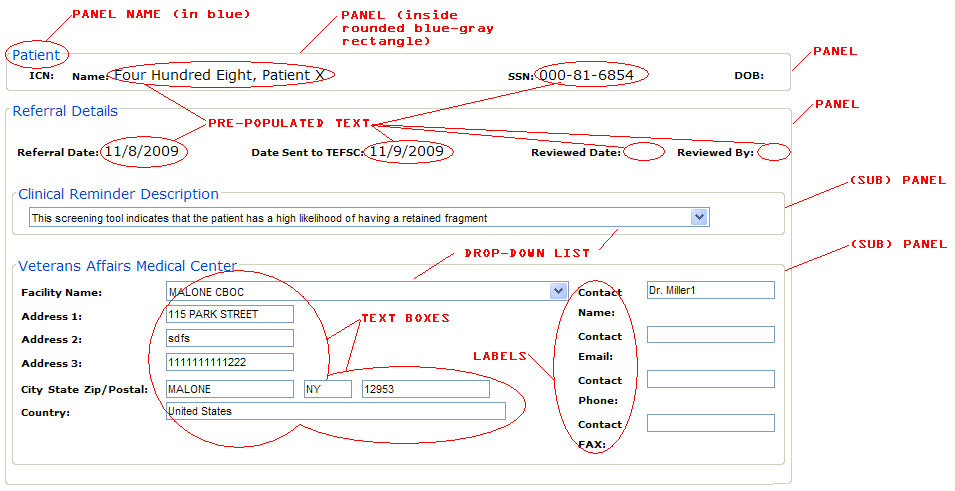 PANEL NAME (in blue)
PANEL (inside
rounded blue-gray
rectangle)
PANEL
Patient
ICN: Name: Four Hundred Eight, Patient X SSN: 000-81-6854 DOB:
PANEL
Referral Details
PRE-POPULATED TEXT
Referral Date: 11/8/2009 Date Sent to TEFSC: 11/9/2009 Reviewed Date: Reviewed By:
(SUB) PANEL
Clinical Reminder Description
This screening tool indicates that the patient has a high likelihood of having a retained fragment
(SUB) PANEL
DROP-DOWN LIST
Veterans Affairs Medical Center
Facility Name: MALONE CBOC Contact Dr. Miller1
Name:
Address 1: 115 PARK STREET
TEXT BOXES
Address 2: sdfs Contact
Email:
LABELS
Address 3: 1111111111222
Contact
Phone:
City State Zip/Postal: MALONE NY 12953
Country: United States
Contact
FAX: